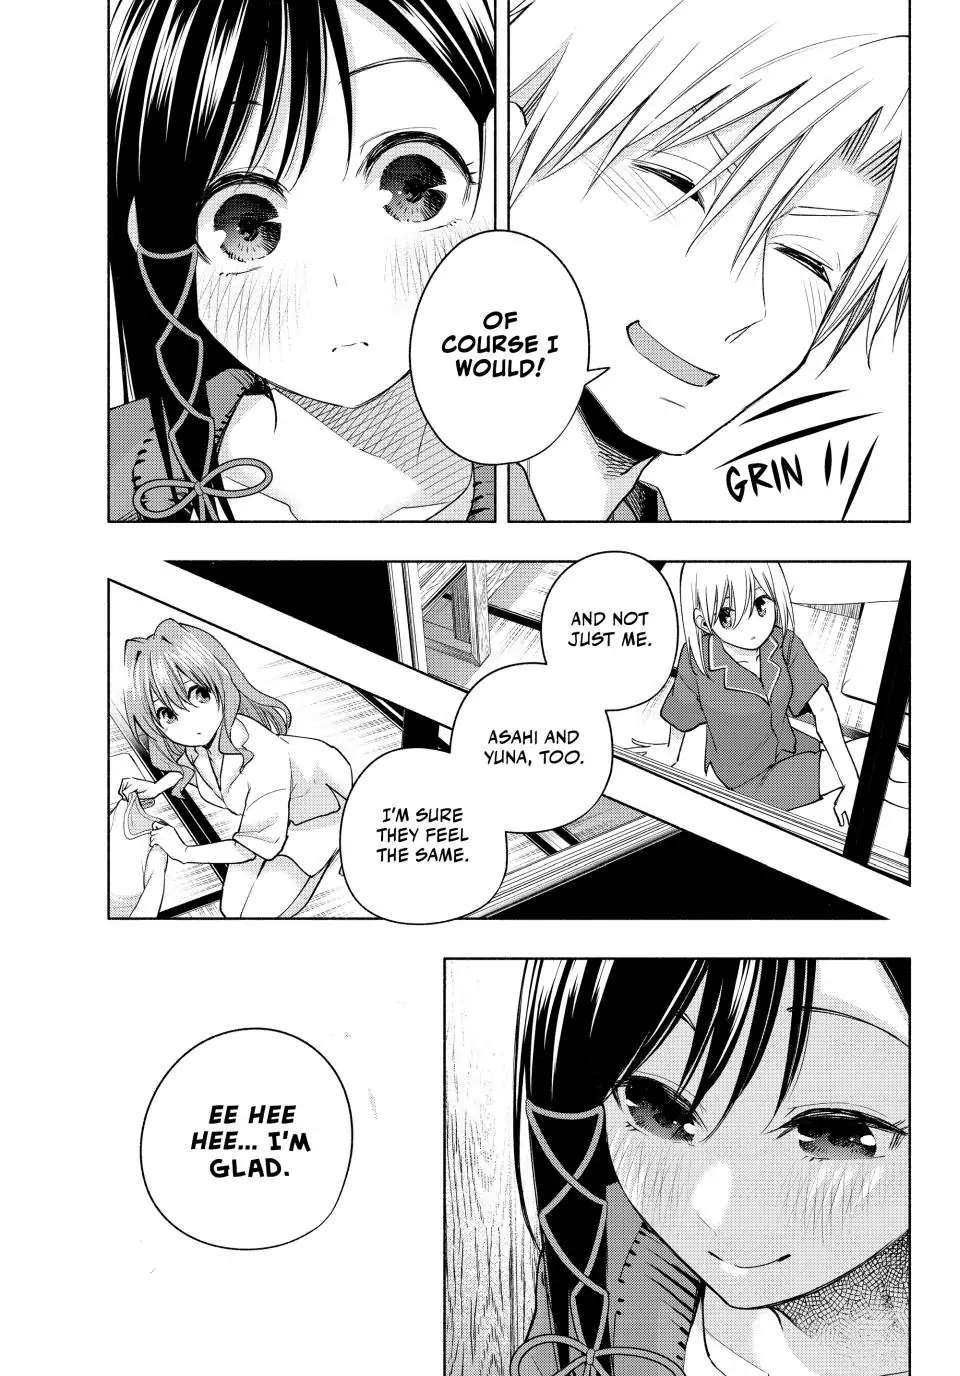 OF
COURSE I
WOULD!
GRIN
AND NOT
JUST ME.
ASAHI AND
YUNA, TOO.
I'M SURE
THEY FEEL
THE SAME.
EE HEE
HEE... I'M
GLAD.